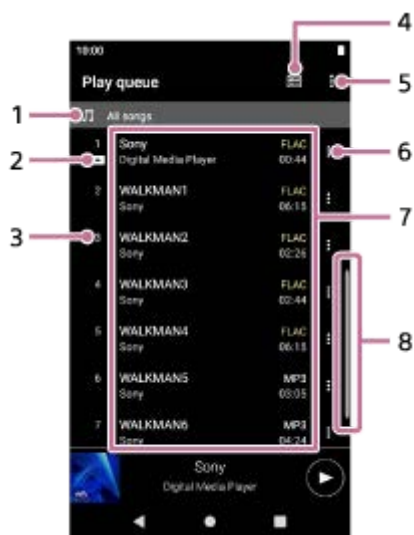 4
10:00
Play queue
5
1
All songs
1 Sony FLAC
6
2
Digital Media Player 00:44
7
2 WALKMAN1 FLAC
Sony 06:15
3
3 WALKMAN2 FLAC
Sony 02:26
4 WALKMAN3 FLAC
Sony 02:44
8
5 WALKMAN4 FLAC
Sony 06:15
6 WALKMAN5 MP3
Sony 03:05
7 WALKMAN6 MP3
Sony 04:24
Sony
Digital Media Player